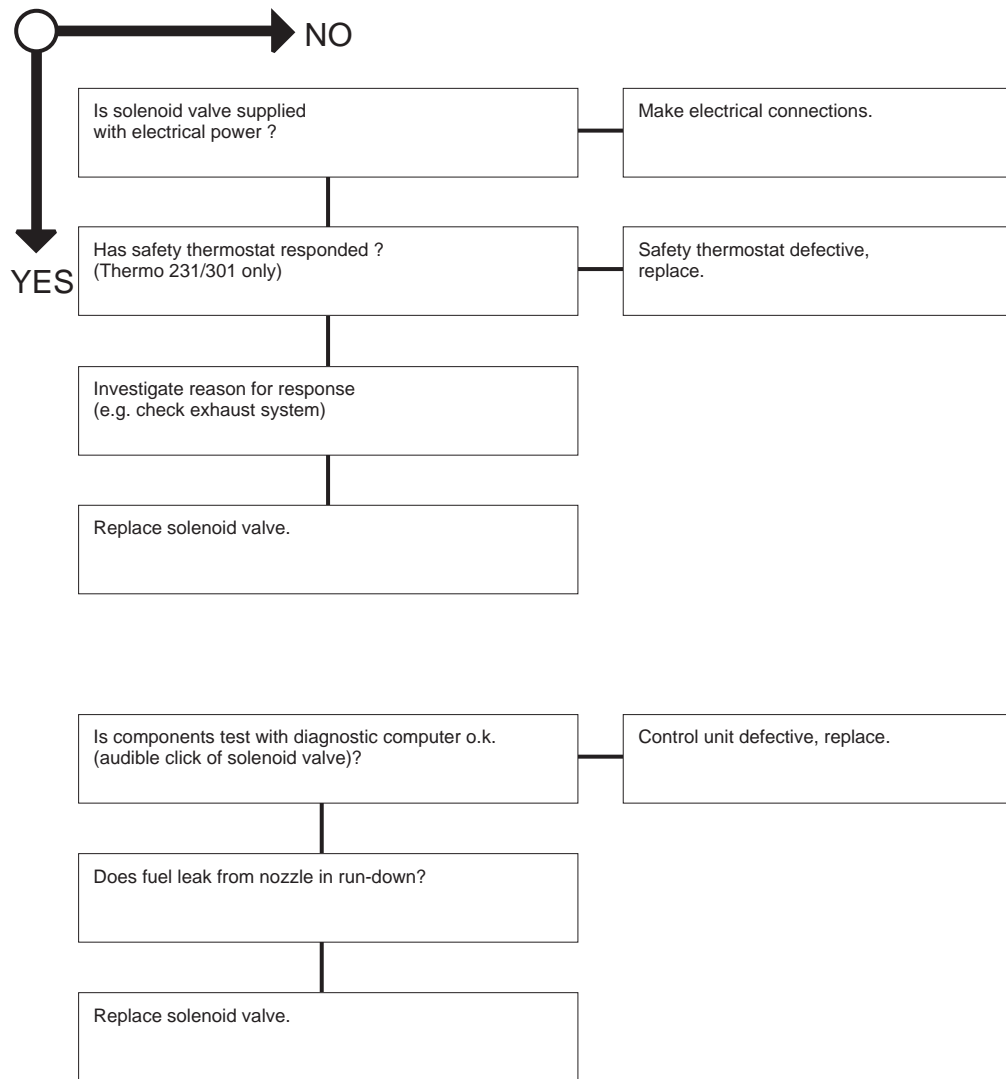 NO
Is solenoid valve supplied
with electrical power ?
Make electrical connections.
YES
Has safety thermostat responded ?
(Thermo 231/301 only)
Safety thermostat defective,
replace.
Investigate reason for response
(e.g. check exhaust system)
Replace solenoid valve.
Is components test with diagnostic computer o.k.
(audible click of solenoid valve)?
Control unit defective, replace.
Does fuel leak from nozzle in run-down?
Replace solenoid valve.